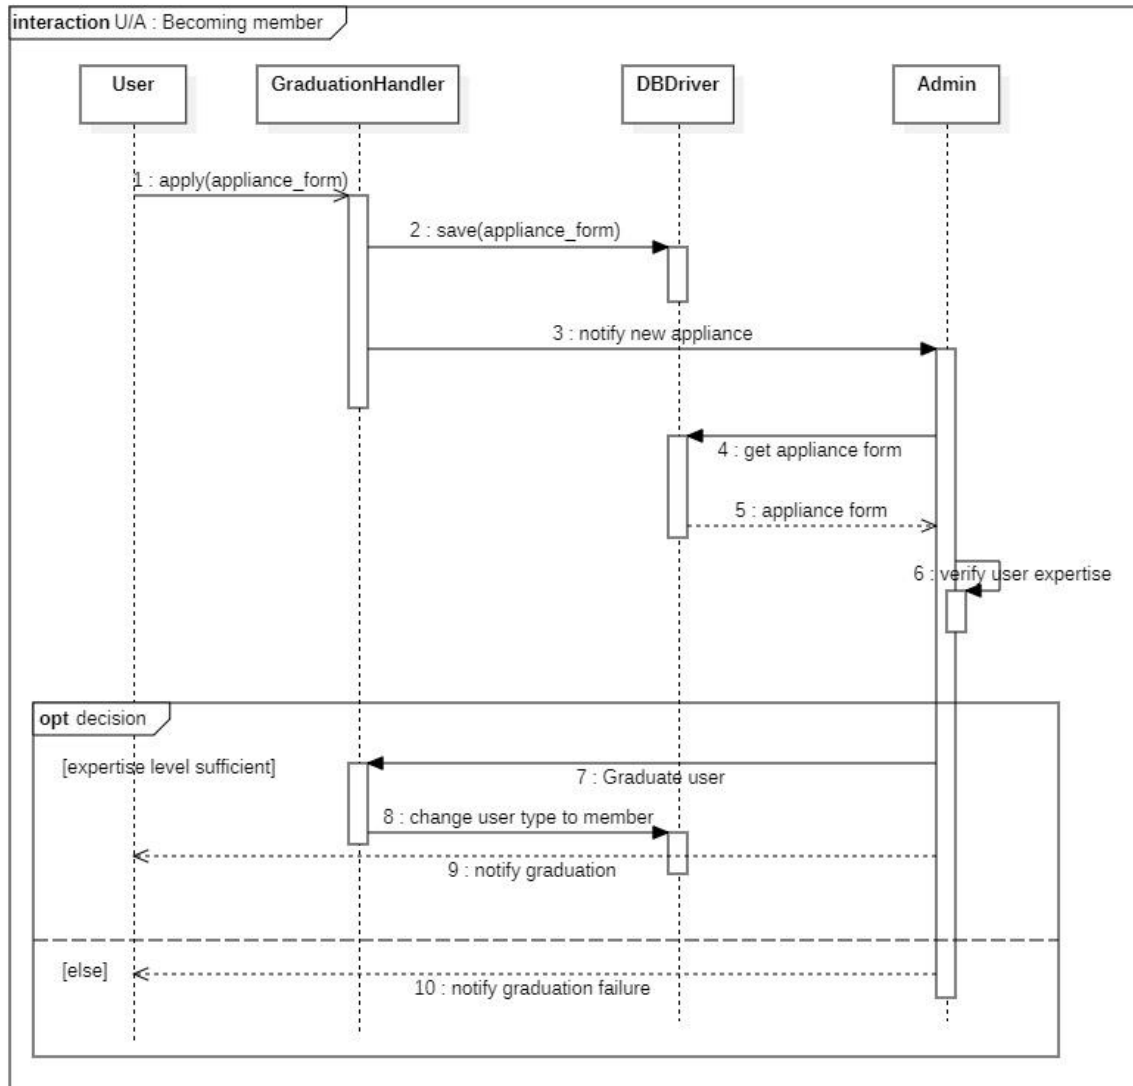 interaction U/A : Becoming member
User
GraduationHandler
DBDriver
Admin
1 : apply(appliance_form)
2 : save(appliance_form)
3 : notify new appliance
4 : get appliance form
5 : appliance form
6 : verify user expertise
opt decision
[expertise level sufficient]
7 : Graduate user
8 : change user type to member
9 : notify graduation
[else]
10 : notify graduation failure